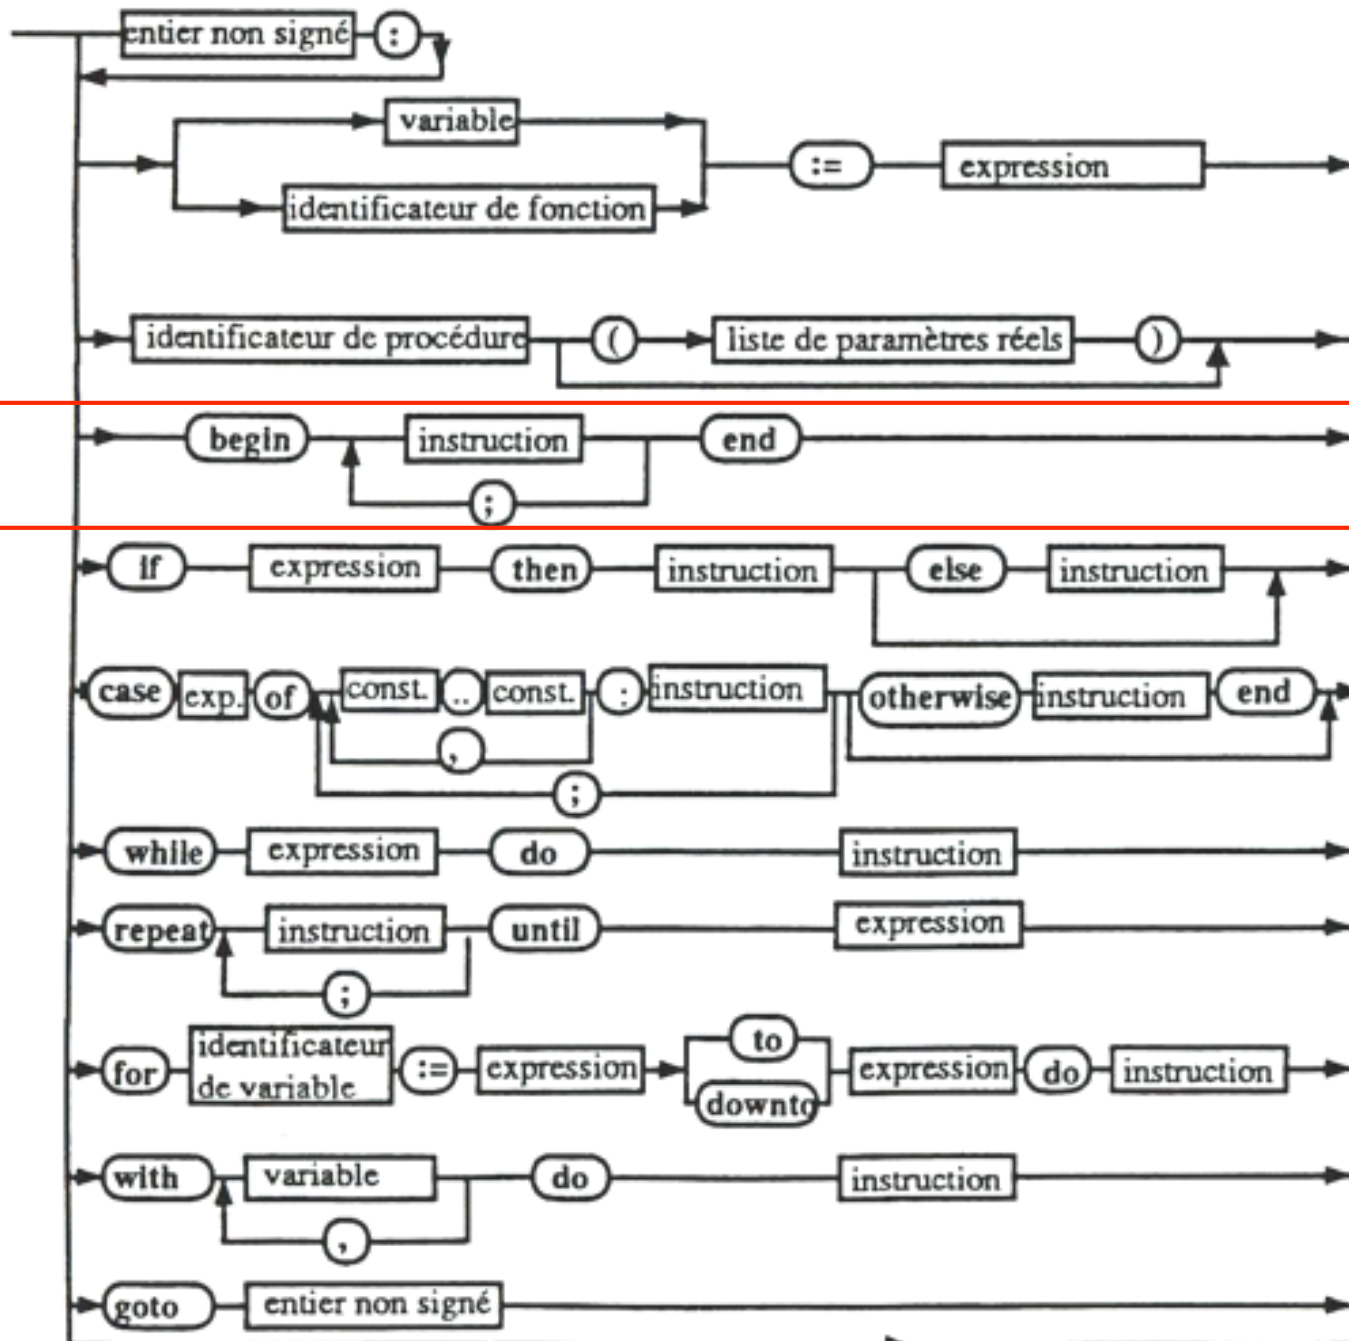 entier non signé :
variable
:= expression
identificateur de fonction
identificateur de procédure ( liste de paramètres réels )
begin instruction end
;
if expression then instruction else instruction
case exp. of const. .. const. : instruction otherwise instruction end
,
;
while expression do instruction
repeat instruction until expression
;
to
for identificateur de variable := expression expression do instruction
downto
with variable do instruction
,
goto entier non signé